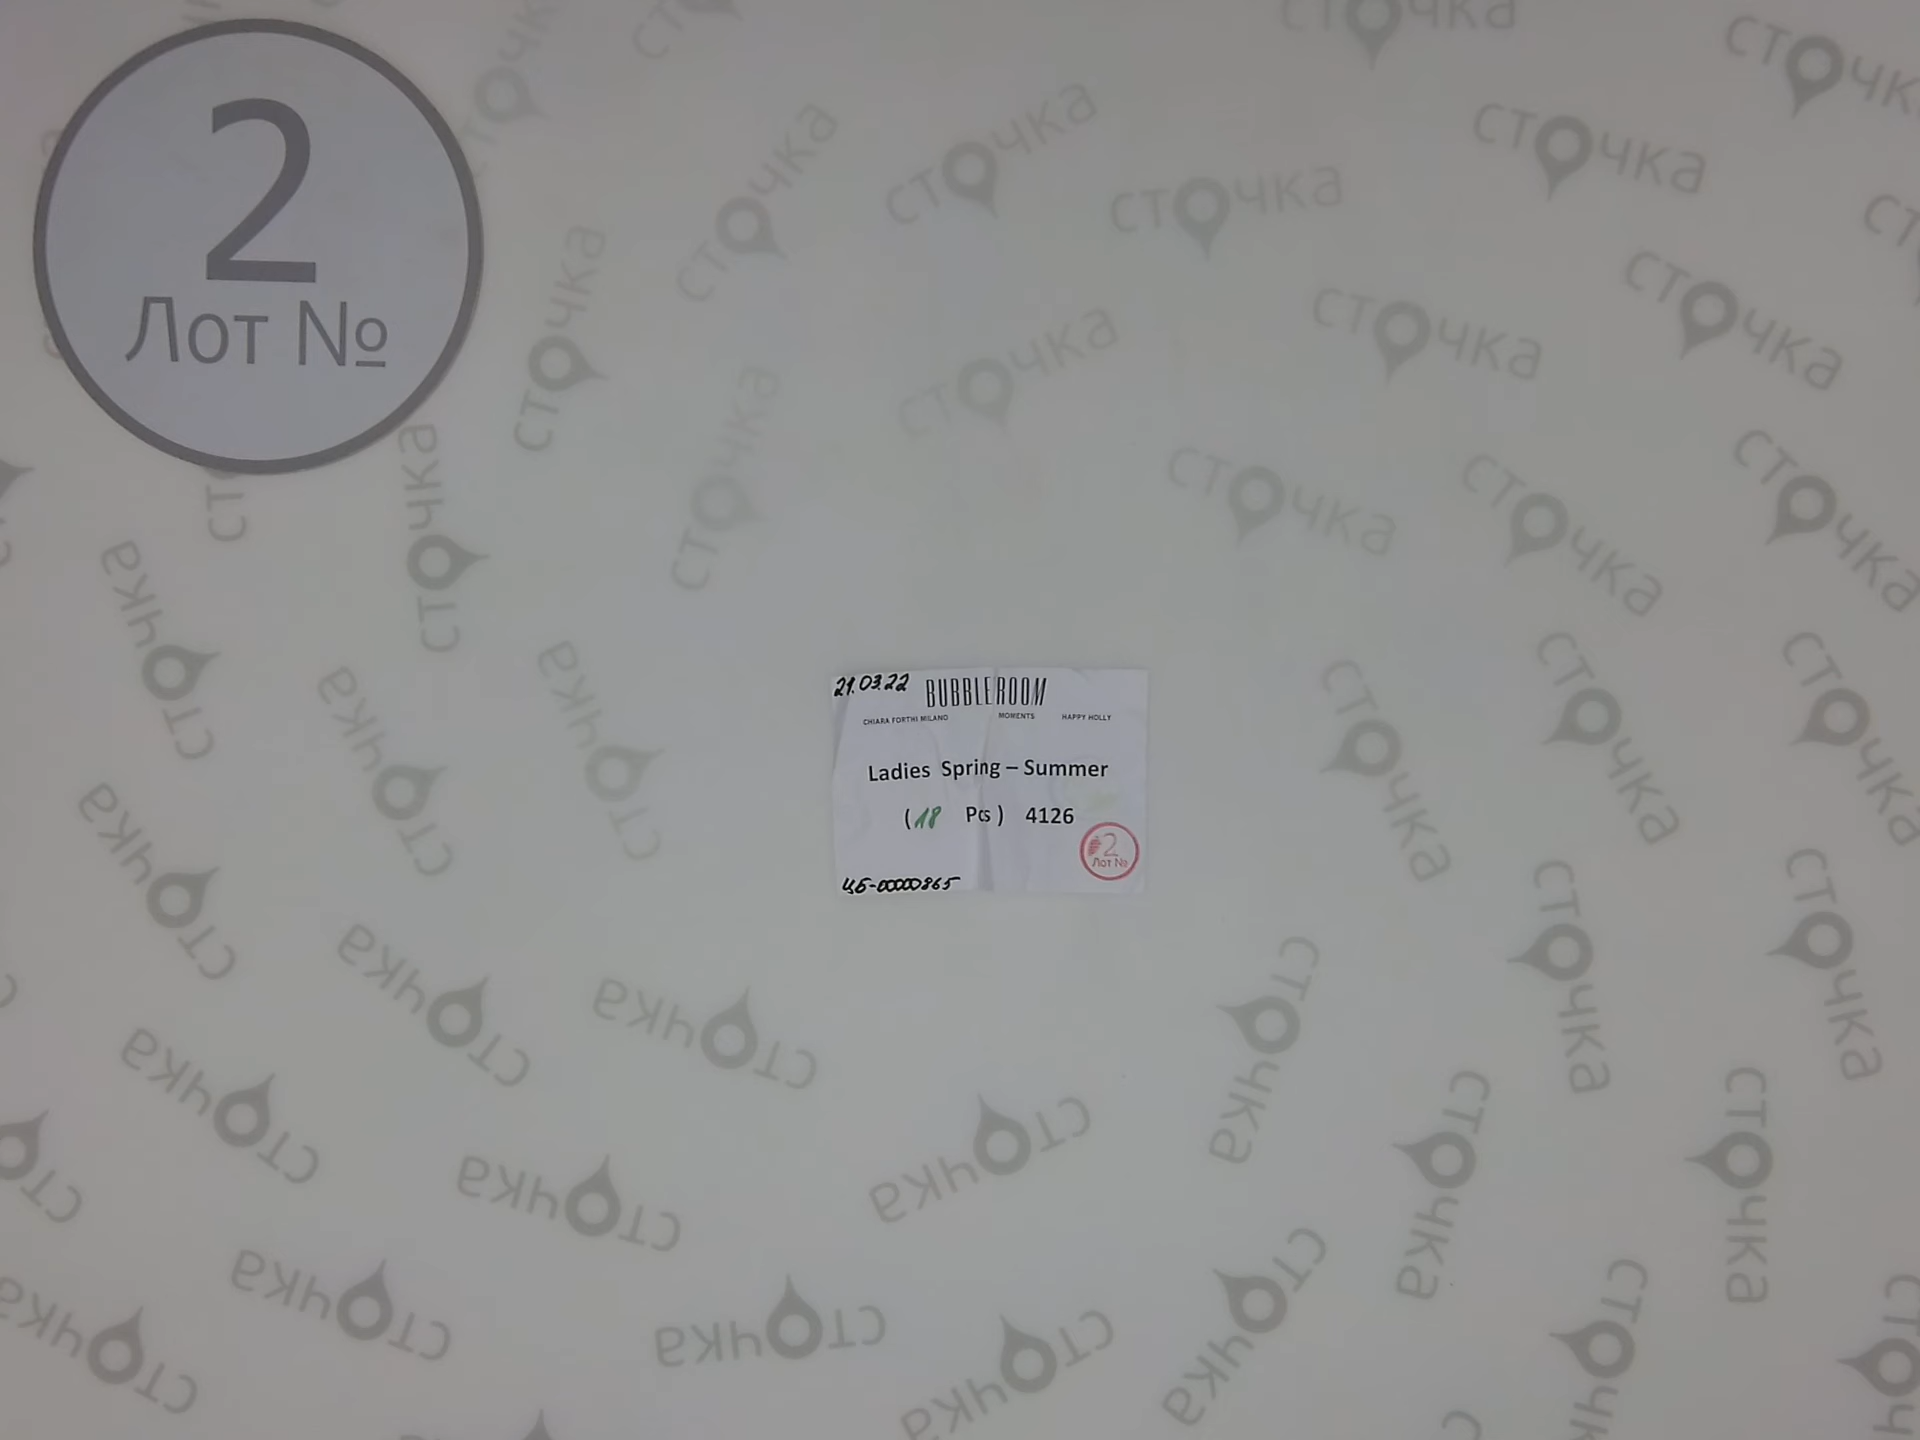 2
Лот №
21.03.22
BUBBLEROOM
CHIARA FORTHI MILANO MOMENTS HAPPY HOLLY
Ladies Spring – Summer
(18 Pcs) 4126
2
Лот №
ЦБ-00000865
сточка